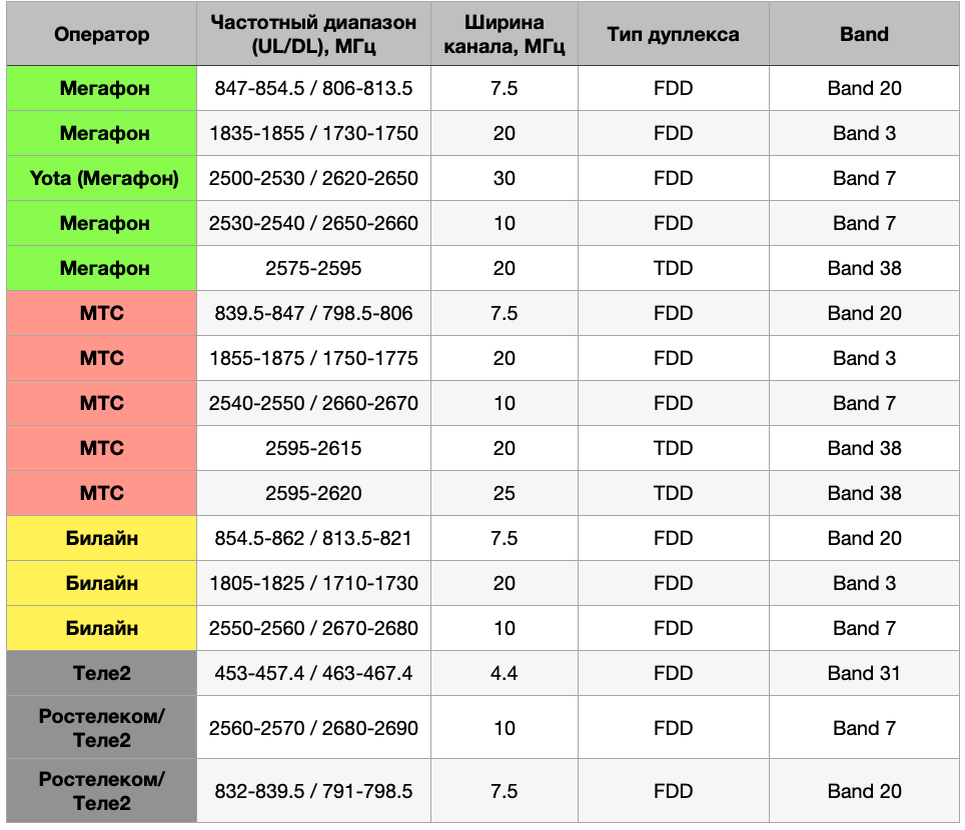 Оператор Частотный диапазон (UL/DL), МГц Ширина канала, МГц Тип дуплекса Band
Мегафон 847-854.5 / 806-813.5 7.5 FDD Band 20
Мегафон 1835-1855 / 1730-1750 20 FDD Band 3
Yota (Мегафон) 2500-2530 / 2620-2650 30 FDD Band 7
Мегафон 2530-2540 / 2650-2660 10 FDD Band 7
Мегафон 2575-2595 20 TDD Band 38
МТС 839.5-847 / 798.5-806 7.5 FDD Band 20
МТС 1855-1875 / 1750-1775 20 FDD Band 3
МТС 2540-2550 / 2660-2670 10 FDD Band 7
МТС 2595-2615 20 TDD Band 38
МТС 2595-2620 25 TDD Band 38
Билайн 854.5-862 / 813.5-821 7.5 FDD Band 20
Билайн 1805-1825 / 1710-1730 20 FDD Band 3
Билайн 2550-2560 / 2670-2680 10 FDD Band 7
Теле2 453-457.4 / 463-467.4 4.4 FDD Band 31
Ростелеком/ Теле2 2560-2570 / 2680-2690 10 FDD Band 7
Ростелеком/ Теле2 832-839.5 / 791-798.5 7.5 FDD Band 20